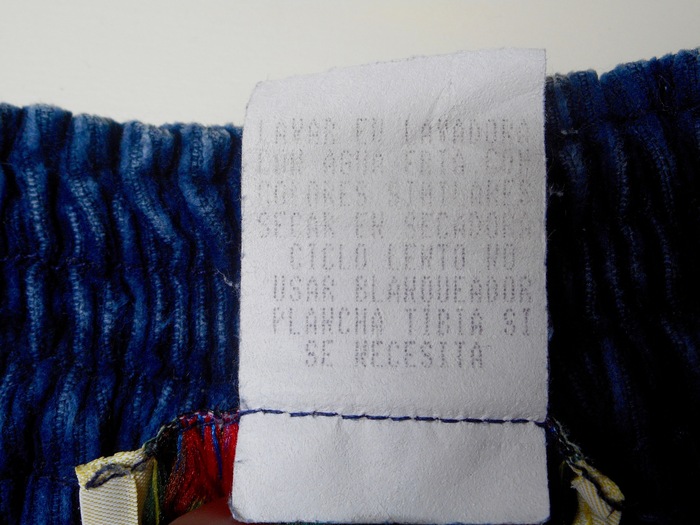 LAVAR EN LAVADORA
CON AGUA FRIA CON
COLORES SIMILARES
SECAR EN SECADORA
CICLO LENTO NO
USAR BLANQUEADOR
PLANCHA TIBIA SI
SE NECESITA